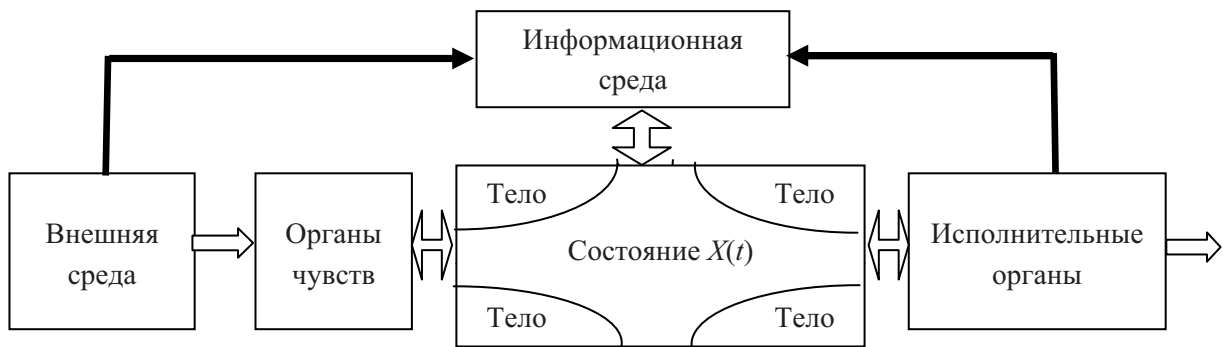 Информационная
среда
Внешняя
среда
Органы
чувств
Тело
Тело
Состояние X(t)
Тело
Тело
Исполнительные
органы